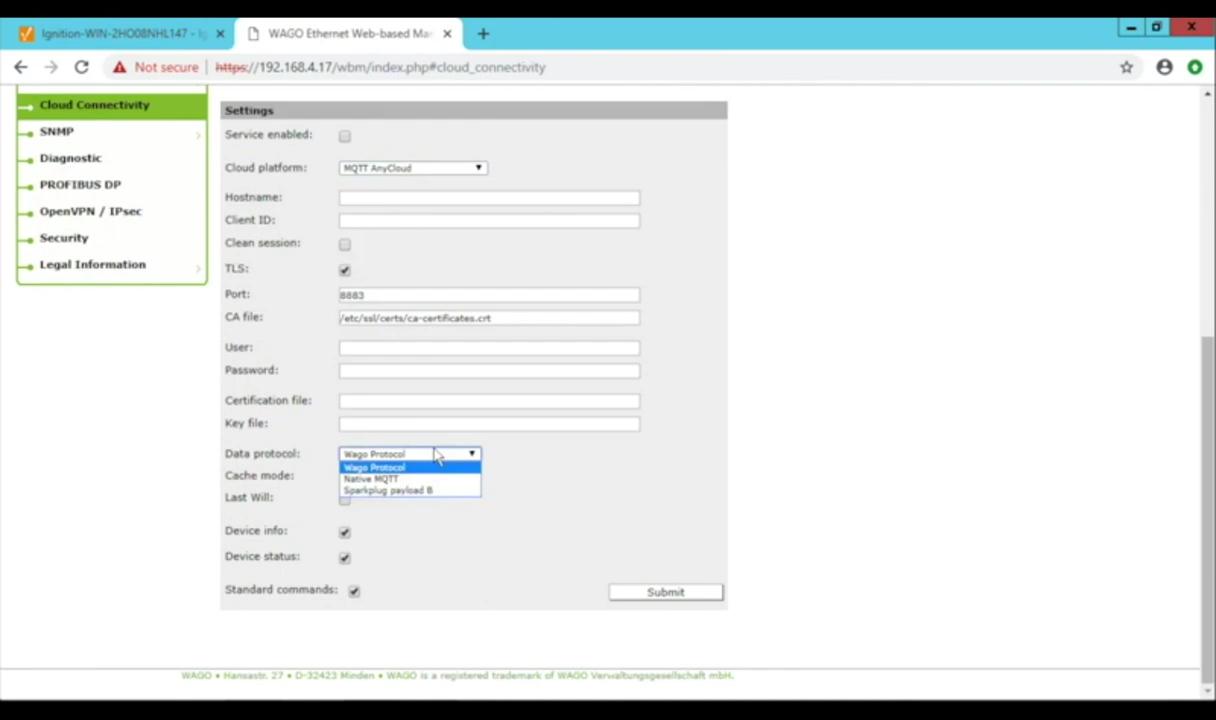 Ignition-WIN-2HO08NHL147 - Ig
WAGO Ethernet Web-based Ma
Not secure
https://192.168.4.17/wbm/index.php#cloud_connectivity
Cloud Connectivity
SNMP
Diagnostic
PROFIBUS DP
OpenVPN / IPsec
Security
Legal Information
Settings
Service enabled:
Cloud platform: MQTT AnyCloud
Hostname:
Client ID:
Clean session:
TLS:
Port: 8883
CA file: /etc/ssl/certs/ca-certificates.crt
User:
Password:
Certification file:
Key file:
Data protocol: Wago Protocol
Wago Protocol
Cache mode:
Native MQTT
Sparkplug payload B
Last Will:
Device info:
Device status:
Standard commands:
Submit
WAGO • Hansastr. 27 • D-32423 Minden • WAGO is a registered trademark of WAGO Verwaltungsgesellschaft mbH.